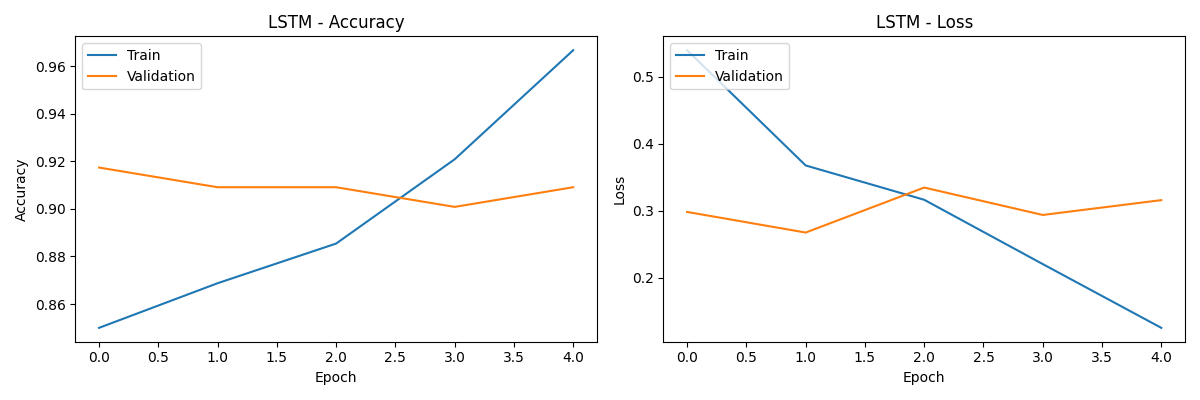 LSTM - Accuracy
Train
Validation
0.96
0.94
0.92
0.90
0.88
0.86
Accuracy
0.0 0.5 1.0 1.5 2.0 2.5 3.0 3.5 4.0
Epoch
LSTM - Loss
Train
Validation
0.5
0.4
0.3
0.2
Loss
0.0 0.5 1.0 1.5 2.0 2.5 3.0 3.5 4.0
Epoch